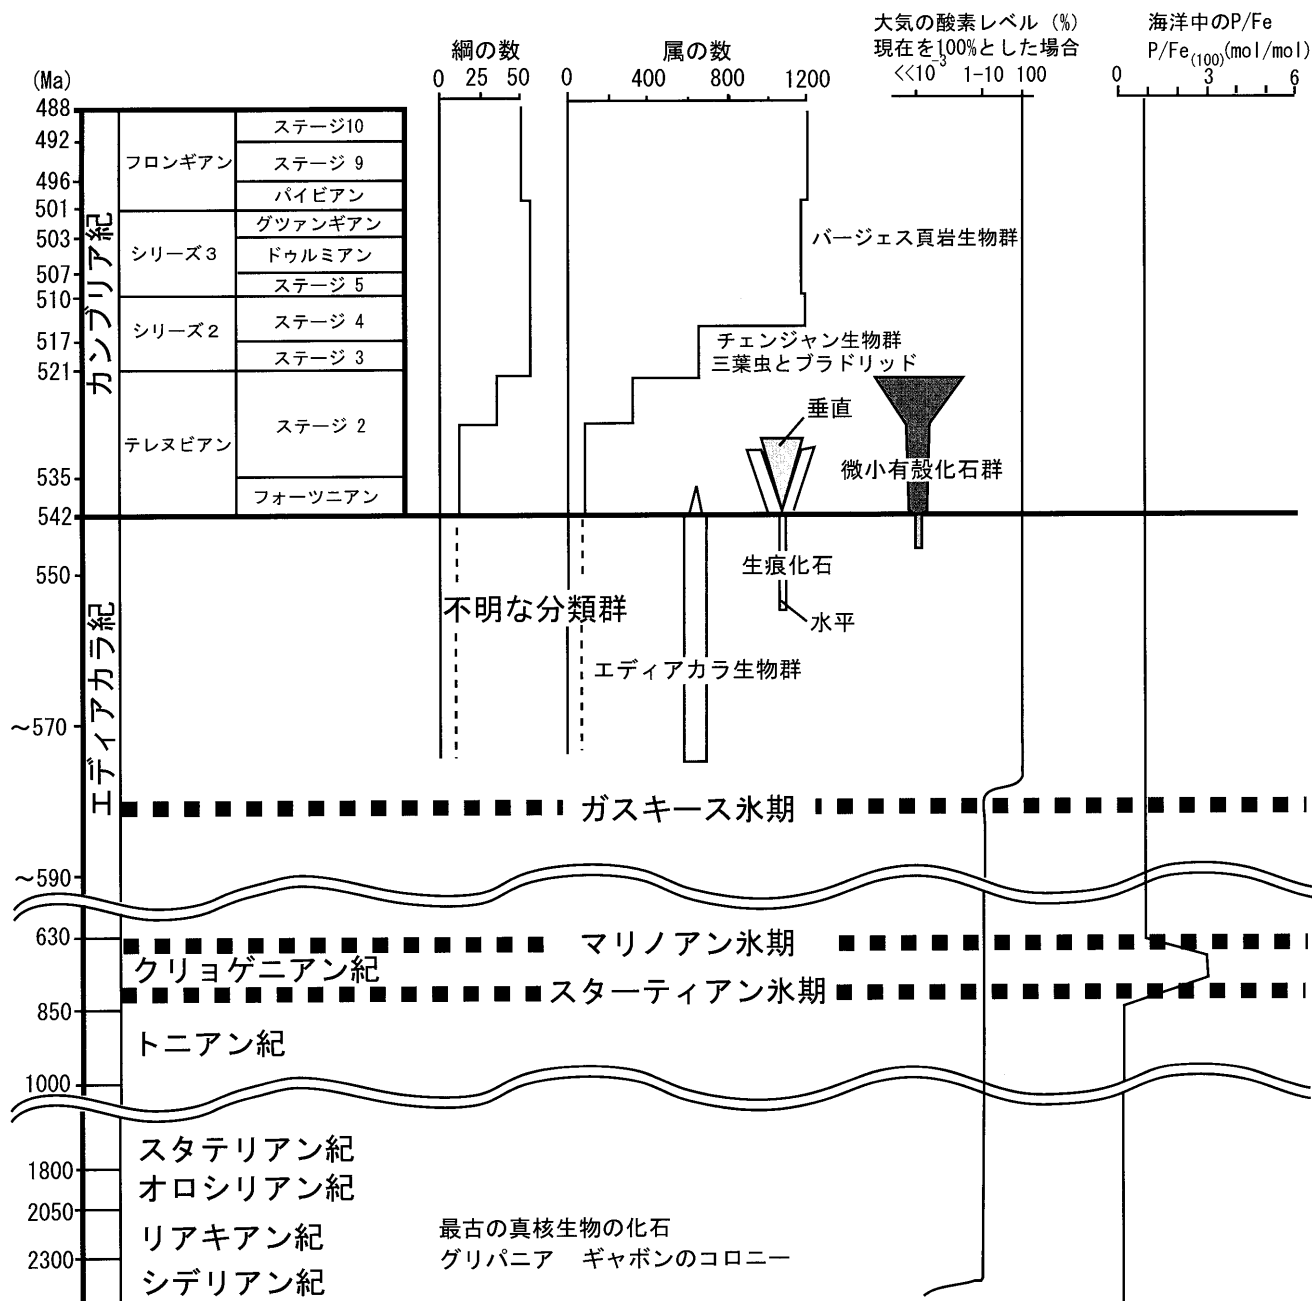 大気の酸素レベル (%)
現在を100%とした場合
<<10⁻³ 1-10 100
海洋中のP/Fe
P/Fe(100)(mol/mol)
0 3 6
綱の数
0 25 50
属の数
0 400 800 1200
(Ma)
488
492
496
501
503
507
510
517
521
535
542
550
~570
~590
630
850
1000
1800
2050
2300
カンブリア紀
エディアカラ紀
フロンギアン
シリーズ3
シリーズ2
テレヌビアン
ステージ10
ステージ 9
パイビアン
グツァンギアン
ドゥルミアン
ステージ 5
ステージ 4
ステージ 3
ステージ 2
フォーツニアン
バージェス頁岩生物群
チェンジャン生物群
三葉虫とブラドリッド
垂直
微小有殻化石群
生痕化石
水平
不明な分類群
エディアカラ生物群
ガスキース氷期
マリノアン氷期
クリョゲニアン紀
スターティアン氷期
トニアン紀
スタテリアン紀
オロシリアン紀
リアキアン紀
シデリアン紀
最古の真核生物の化石
グリパニア ギャボンのコロニー